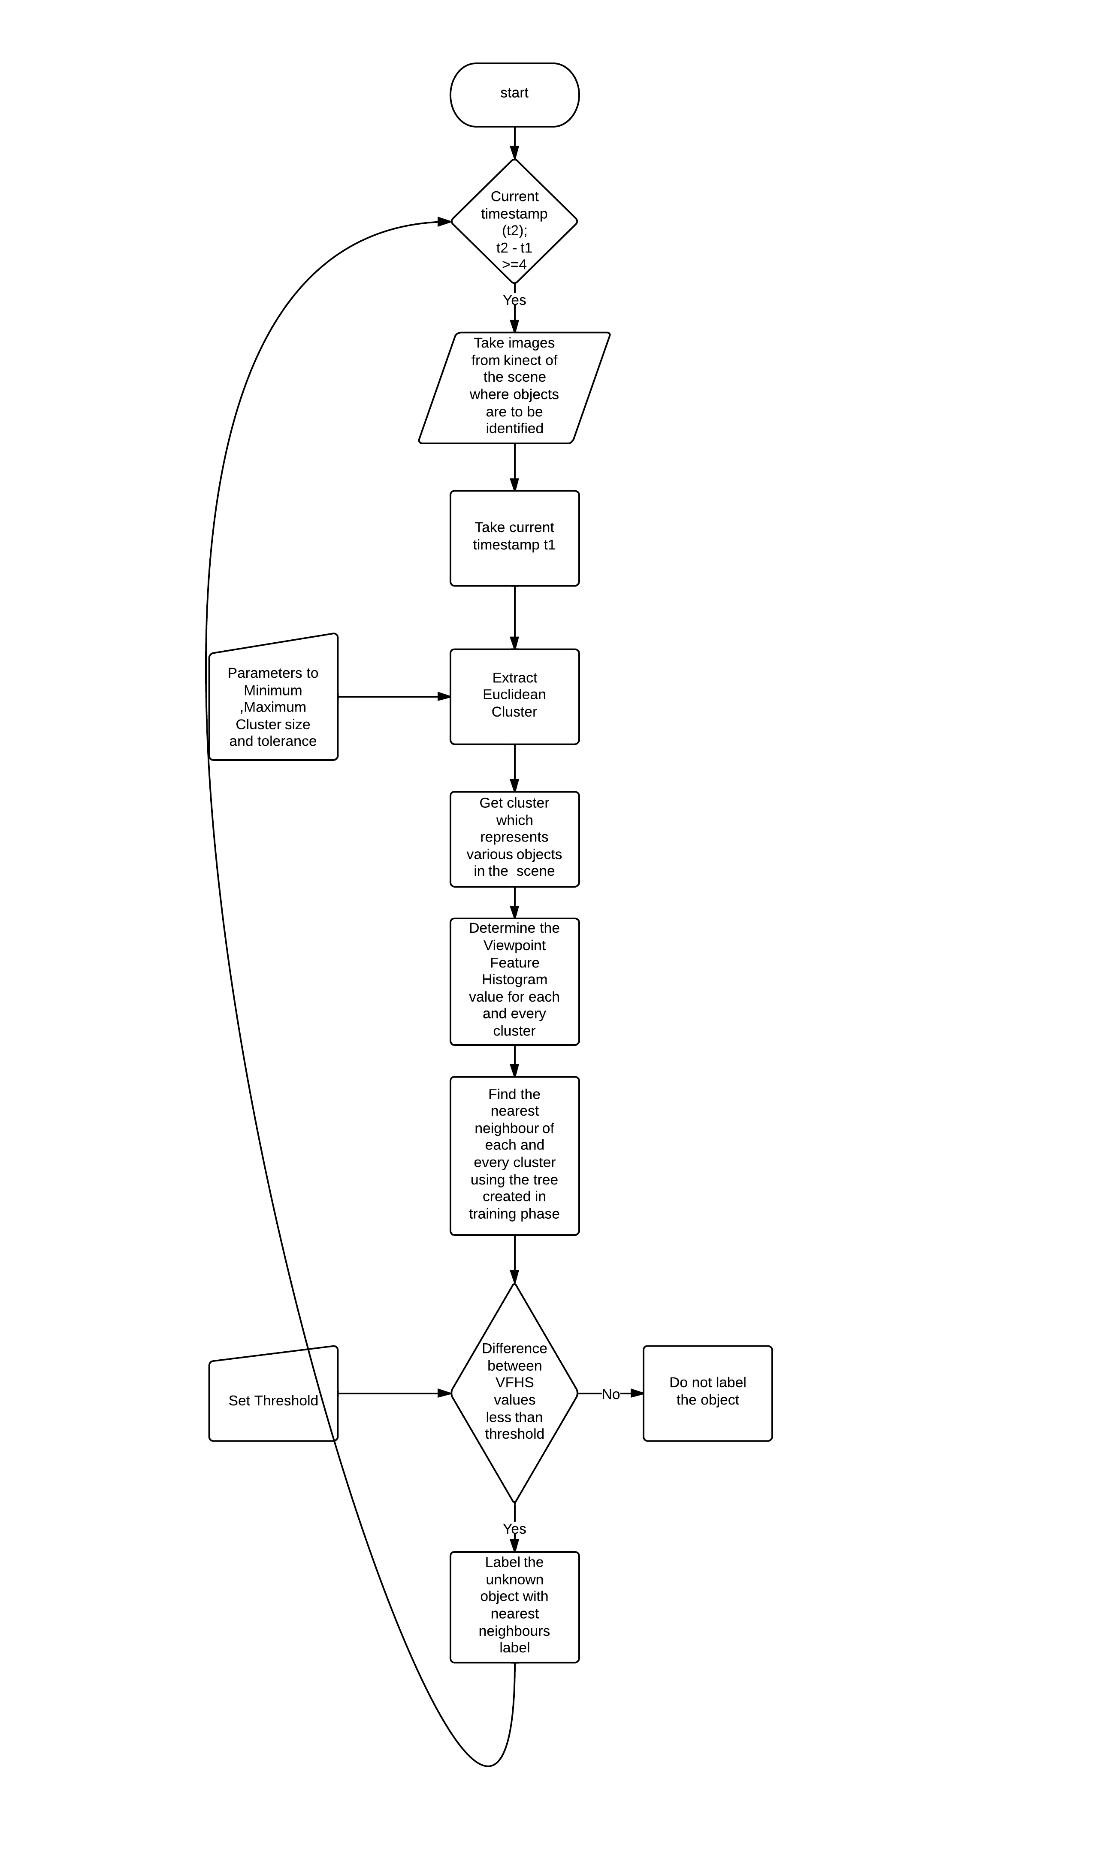 start
Current
timestamp
(t2);
t2 - t1
>=4
Yes
Take images
from kinect of
the scene
where objects
are to be
identified
Take current
timestamp t1
Parameters to
Minimum
,Maximum
Cluster size
and tolerance
Extract
Euclidean
Cluster
Get cluster
which
represents
various objects
in the  scene
Determine the
Viewpoint
Feature
Histogram
value for each
and every
cluster
Find the
nearest
neighbour of
each and
every cluster
using the tree
created in
training phase
Set Threshold
Difference
between
VFHS
values
less than
threshold
No
Do not label
the object
Yes
Label the
unknown
object with
nearest
neighbours
label